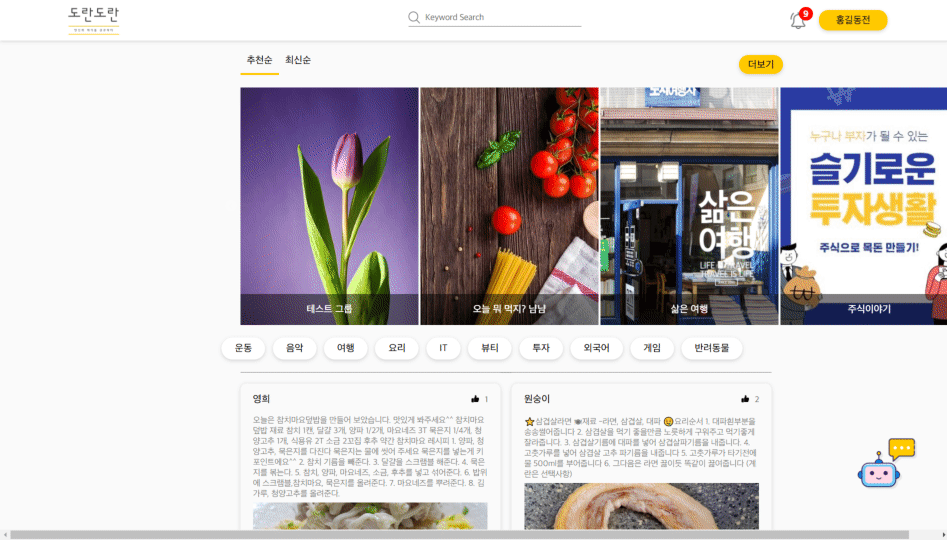 도란도란
Keyword Search
9
홍길동전
추천순 최신순
더보기
도시여행자
삶은
여행
LIFE IS TRAVEL
TRAVEL IS LIFE
누구나 부자가 될 수 있는
슬기로운
투자생활
주식으로 목돈 만들기!
테스트 그룹
오늘 뭐 먹지? 냠냠
삶은 여행
주식이야기
운동 음악 여행 요리 IT 뷰티 투자 외국어 게임 반려동물
영희 1
오늘은 참치마요덮밥을 만들어 보았습니다. 맛있게 봐주세요^^ 참치마요
덮밥 재료 참치 1캔, 달걀 3개, 양파 1/2개, 마요네즈 3T 묵은지 1/4개, 청
양고추 1개, 식용유 2T 소금 2꼬집 후추 약간 참치마요 레시피 1. 양파, 청
양고추, 묵은지를 다진다 묵은지는 물에 씻어 주세요 묵은지를 넣는게 키
포인트에요^^ 2. 참치 기름을 빼준다. 3. 달걀을 스크램블 해준다. 4. 묵은
지를 볶는다. 5. 참치, 양파, 마요네즈, 소금, 후추를 넣고 섞어준다. 6. 밥위
에 스크램블,참치마요, 묵은지를 올려준다. 7. 마요네즈를 뿌려준다. 8. 김
가루, 청양고추를 올려준다.
원숭이 2
⭐삼겹살라면 🍽재료 -라면, 삼겹살, 대파 😀요리순서 1. 대파흰부분을
송송썰어줍니다 2. 삼겹살을 먹기 좋을만큼 노릇하게 구워주고 먹기좋게
잘라줍니다. 3. 삼겹살기름에 대파를 넣어 삼겹살파기름을 내줍니다. 4.
고춧가루를 넣어 삼겹살 고추 파기름을 내줍니다 5. 고춧가루가 타기전에
물 500ml를 부어줍니다 6. 그다음은 라면 끓이듯 똑같이 끓여줍니다 (계
란은 선택사항)